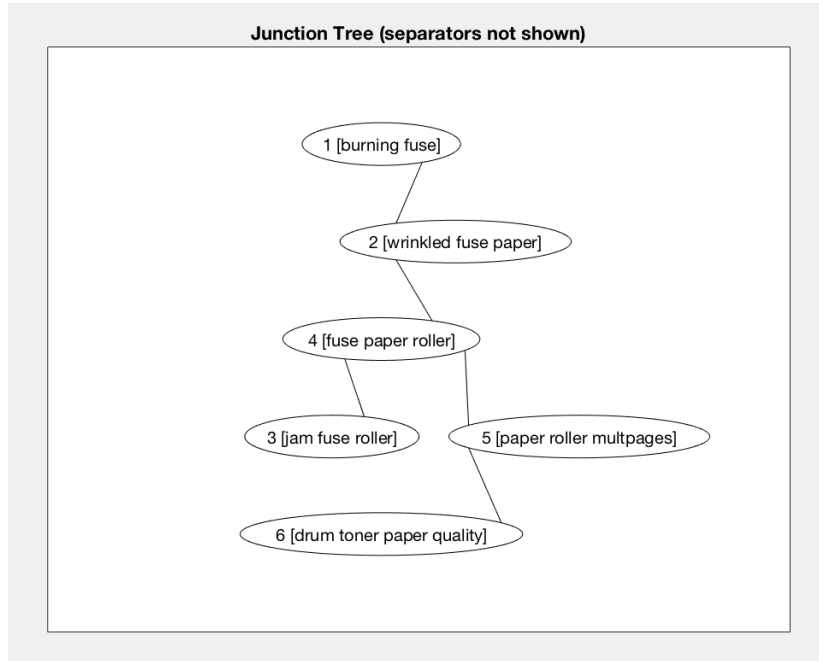 Junction Tree (separators not shown)
1 [burning fuse]
2 [wrinkled fuse paper]
4 [fuse paper roller]
3 [jam fuse roller]
5 [paper roller multpages]
6 [drum toner paper quality]